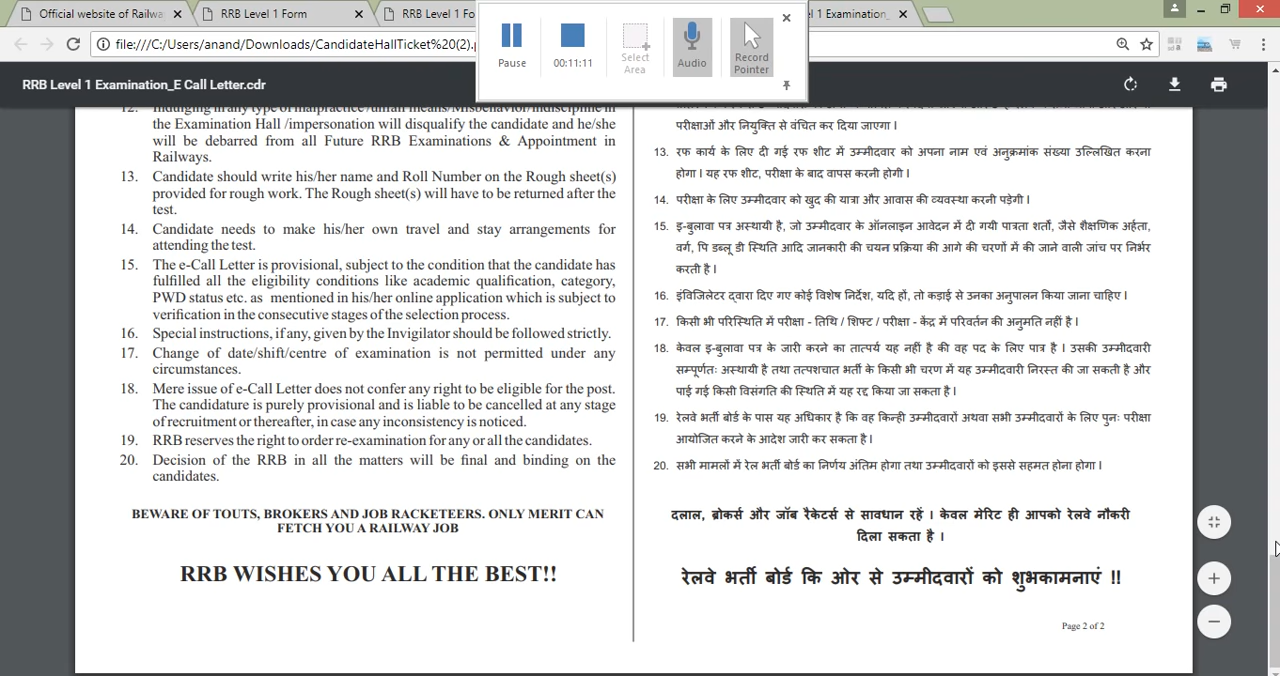 Official website of Railwa
RRB Level 1 Form
RRB Level 1 Fo
l 1 Examination_
file:///C:/Users/anand/Downloads/CandidateHallTicket%20(2).p
Pause
00:11:11
Select
Area
Audio
Record
Pointer
RRB Level 1 Examination_E Call Letter.cdr
12. Indulging in any type of malpractice /unfair means/Misbehavior/indiscipline in
the Examination Hall /impersonation will disqualify the candidate and he/she
will be debarred from all Future RRB Examinations & Appointment in
Railways.
13. Candidate should write his/her name and Roll Number on the Rough sheet(s)
provided for rough work. The Rough sheet(s) will have to be returned after the
test.
14. Candidate needs to make his/her own travel and stay arrangements for
attending the test.
15. The e-Call Letter is provisional, subject to the condition that the candidate has
fulfilled all the eligibility conditions like academic qualification, category,
PWD status etc. as mentioned in his/her online application which is subject to
verification in the consecutive stages of the selection process.
16. Special instructions, if any, given by the Invigilator should be followed strictly.
17. Change of date/shift/centre of examination is not permitted under any
circumstances.
18. Mere issue of e-Call Letter does not confer any right to be eligible for the post.
The candidature is purely provisional and is liable to be cancelled at any stage
of recruitment or thereafter, in case any inconsistency is noticed.
19. RRB reserves the right to order re-examination for any or all the candidates.
20. Decision of the RRB in all the matters will be final and binding on the
candidates.
BEWARE OF TOUTS, BROKERS AND JOB RACKETEERS. ONLY MERIT CAN
FETCH YOU A RAILWAY JOB
RRB WISHES YOU ALL THE BEST!!
परीक्षाओं और नियुक्ति से वंचित कर दिया जाएगा ।
13. रफ कार्य के लिए दी गई रफ शीट में उम्मीदवार को अपना नाम एवं अनुक्रमांक संख्या उल्लिखित करना
होगा । यह रफ शीट, परीक्षा के बाद वापस करनी होगी ।
14. परीक्षा के लिए उम्मीदवार को खुद की यात्रा और आवास की व्यवस्था करनी पड़ेगी ।
15. इ-बुलावा पत्र अस्थायी है, जो उम्मीदवार के ऑनलाइन आवेदन में दी गयी पात्रता शर्तों, जैसे शैक्षणिक अर्हता,
वर्ग, पि डब्लू डी स्थिति आदि जानकारी की चयन प्रक्रिया की आगे की चरणों में की जाने वाली जांच पर निर्भर
करती है ।
16. इंविजिलेटर द्वारा दिए गए कोई विशेष निर्देश, यदि हों, तो कड़ाई से उनका अनुपालन किया जाना चाहिए ।
17. किसी भी परिस्थिति में परीक्षा - तिथि / शिफ्ट / परीक्षा - केंद्र में परिवर्तन की अनुमति नहीं है ।
18. केवल इ-बुलावा पत्र के जारी करने का तात्पर्य यह नहीं है की वह पद के लिए पात्र है । उसकी उम्मीदवारी
सम्पूर्णतः अस्थायी है तथा तत्पशचात भर्ती के किसी भी चरण में यह उम्मीदवारी निरस्त की जा सकती है और
पाई गई किसी विसंगति की स्थिति में यह रद्द किया जा सकता है ।
19. रेलवे भर्ती बोर्ड के पास यह अधिकार है कि वह किन्ही उम्मीदवारों अथवा सभी उम्मीदवारों के लिए पुनः परीक्षा
आयोजित करने के आदेश जारी कर सकता है ।
20. सभी मामलों में रेल भर्ती बोर्ड का निर्णय अंतिम होगा तथा उम्मीदवारों को इससे सहमत होना होगा ।
दलाल, ब्रोकर्स और जॉब रैकेटर्स से सावधान रहें । केवल मेरिट ही आपको रेलवे नौकरी
दिला सकता है ।
रेलवे भर्ती बोर्ड कि ओर से उम्मीदवारों को शुभकामनाएं !!
Page 2 of 2